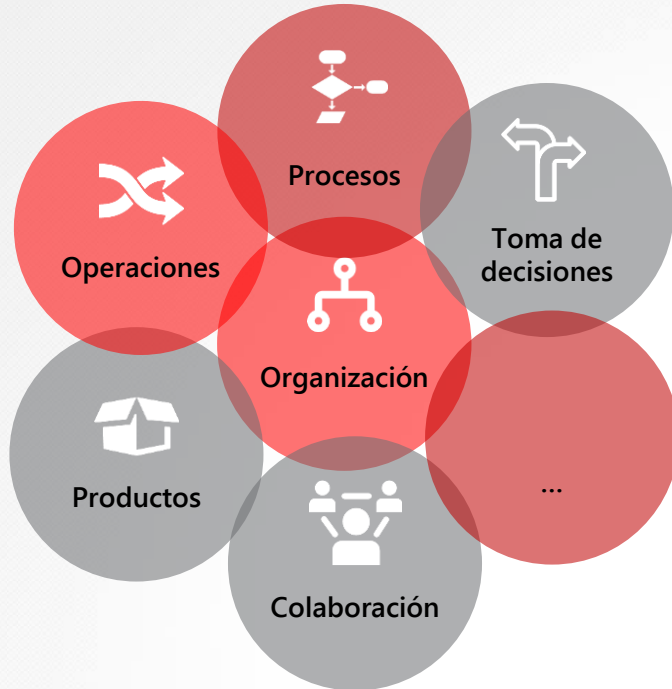 Procesos
Operaciones
Toma de
decisiones
Organización
Productos
...
Colaboración